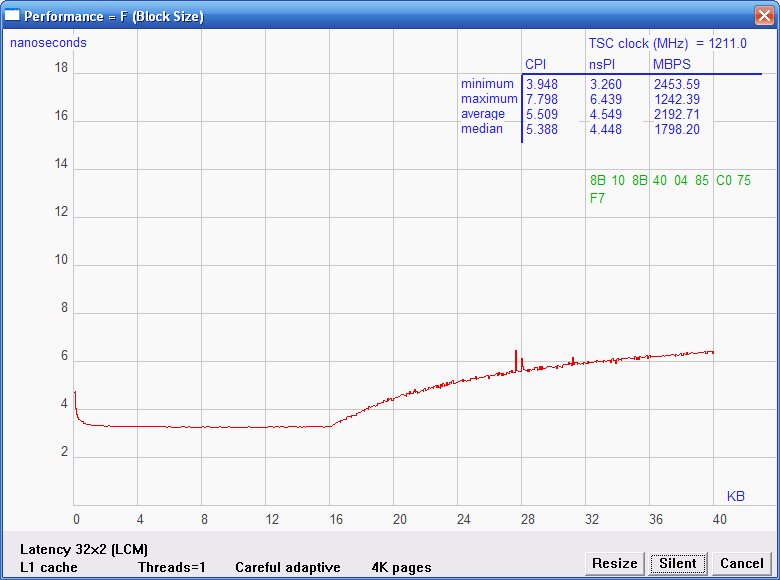 Performance = F (Block Size)
nanoseconds
TSC clock (MHz) = 1211.0
CPI nsPI MBPS
minimum 3.948 3.260 2453.59
maximum 7.798 6.439 1242.39
average 5.509 4.549 2192.71
median 5.388 4.448 1798.20
8B 10 8B 40 04 85 C0 75
F7
18
16
14
12
10
8
6
4
2
KB
0 4 8 12 16 20 24 28 32 36 40
Latency 32x2 (LCM)
L1 cache Threads=1 Careful adaptive 4K pages
Resize Silent Cancel